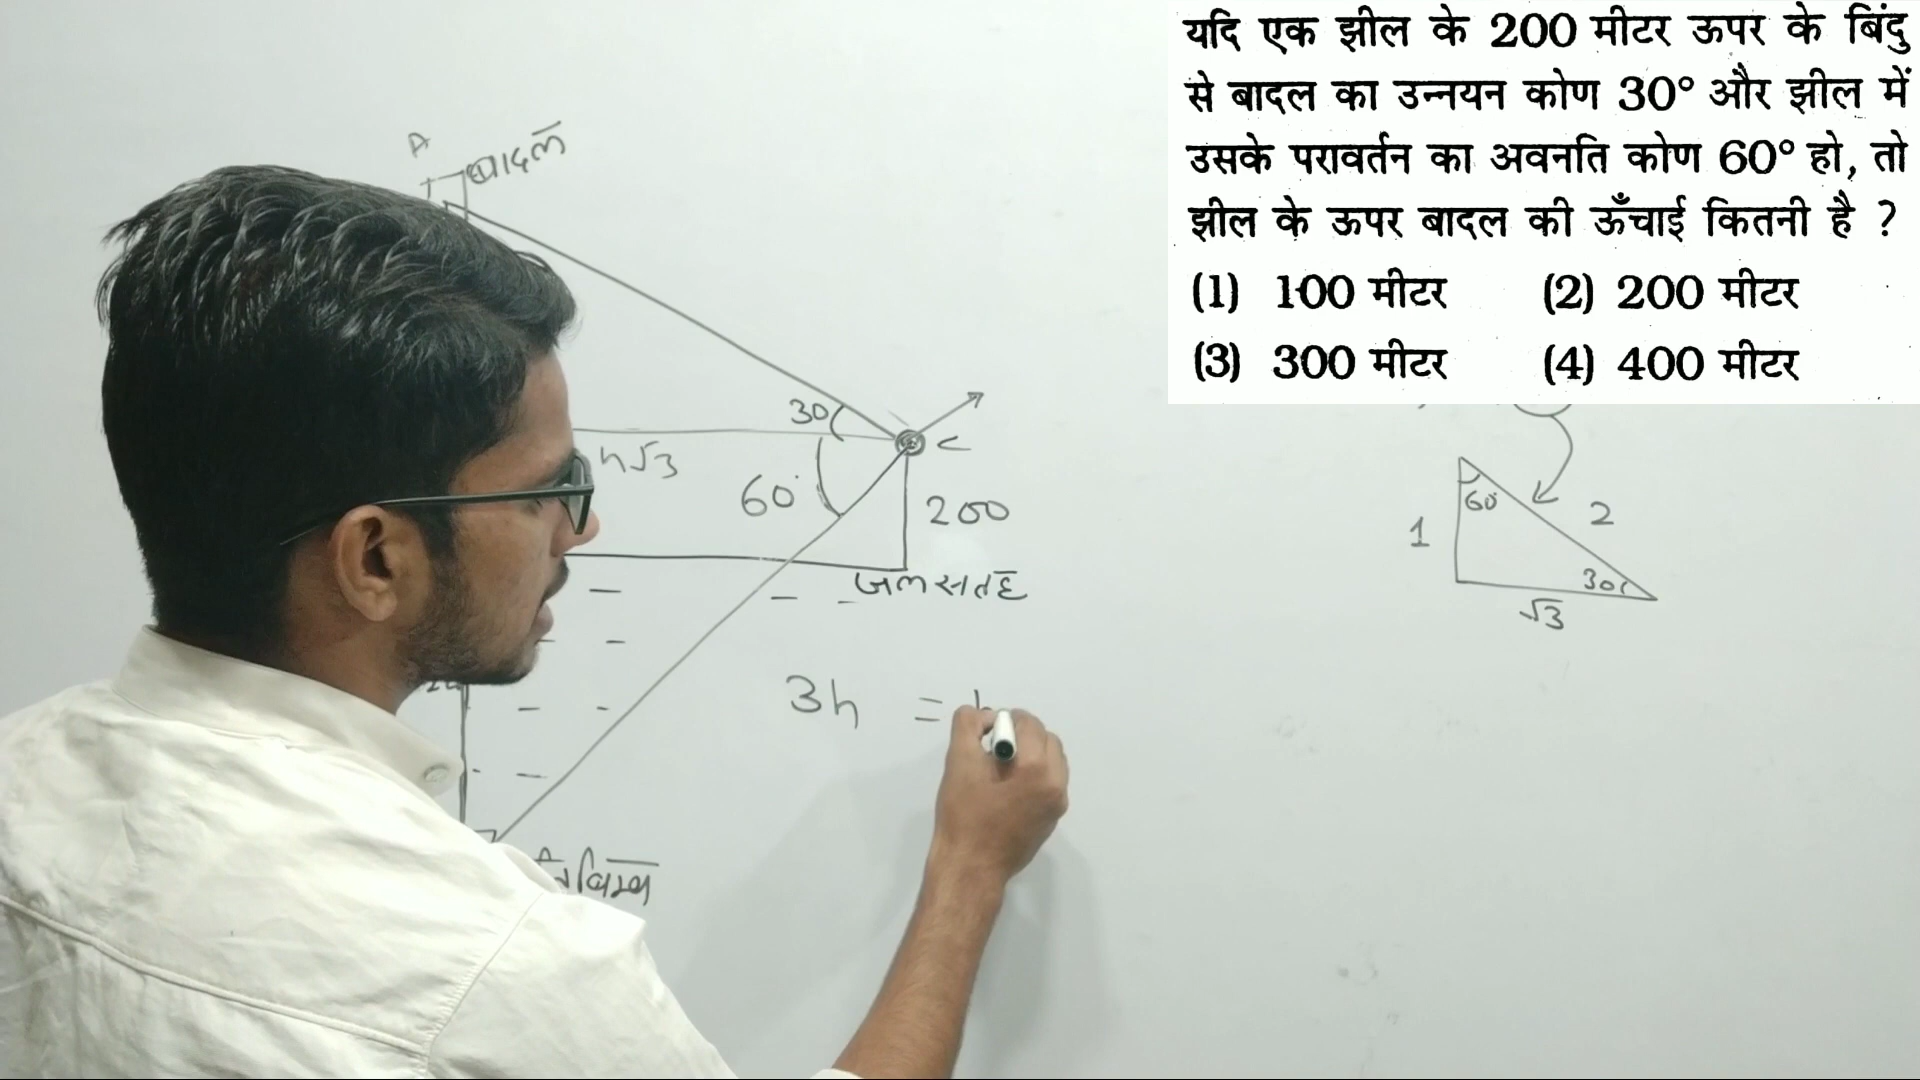 यदि एक झील के 200 मीटर ऊपर के बिंदु
से बादल का उन्नयन कोण 30° और झील में
उसके परावर्तन का अवनति कोण 60° हो, तो
झील के ऊपर बादल की ऊँचाई कितनी है ?
(1) 100 मीटर (2) 200 मीटर
(3) 300 मीटर (4) 400 मीटर
A
बादल
30
C
h√3
60°
200
जल सतह
3h =
60°
1
2
30
√3